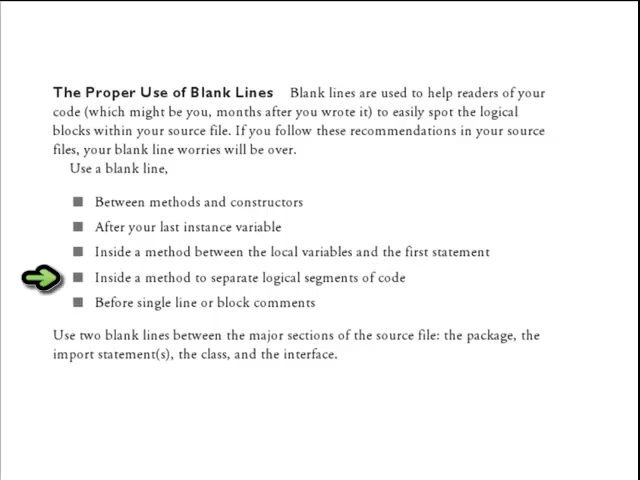 The Proper Use of Blank Lines Blank lines are used to help readers of your
code (which might be you, months after you wrote it) to easily spot the logical
blocks within your source file. If you follow these recommendations in your source
files, your blank line worries will be over.
Use a blank line,
■ Between methods and constructors
■ After your last instance variable
■ Inside a method between the local variables and the first statement
■ Inside a method to separate logical segments of code
■ Before single line or block comments
Use two blank lines between the major sections of the source file: the package, the
import statement(s), the class, and the interface.